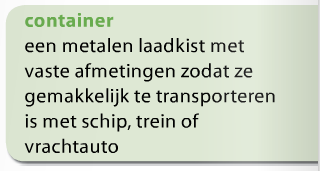 container
een metalen laadkist met
vaste afmetingen zodat ze
gemakkelijk te transporteren
is met schip, trein of
vrachtauto